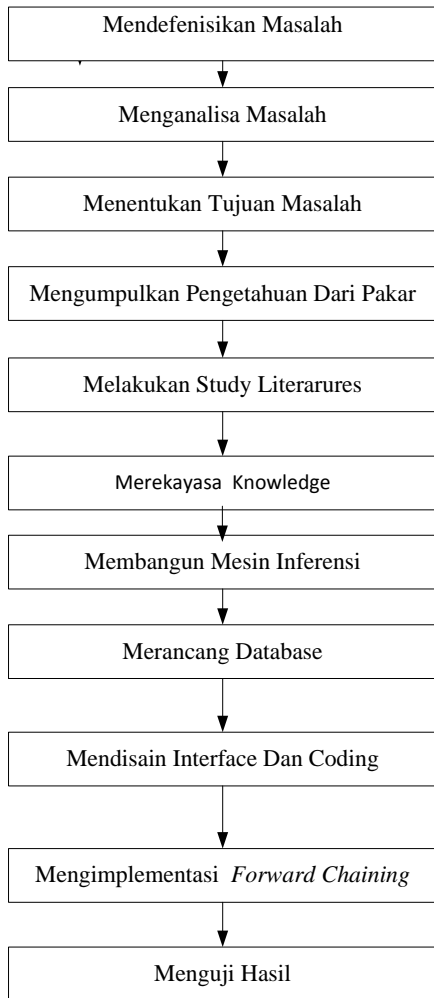 Mendefenisikan Masalah
Menganalisa Masalah
Menentukan Tujuan Masalah
Mengumpulkan Pengetahuan Dari Pakar
Melakukan Study Literarures
Merekayasa Knowledge
Membangun Mesin Inferensi
Merancang Database
Mendisain Interface Dan Coding
Mengimplementasi Forward Chaining
Menguji Hasil